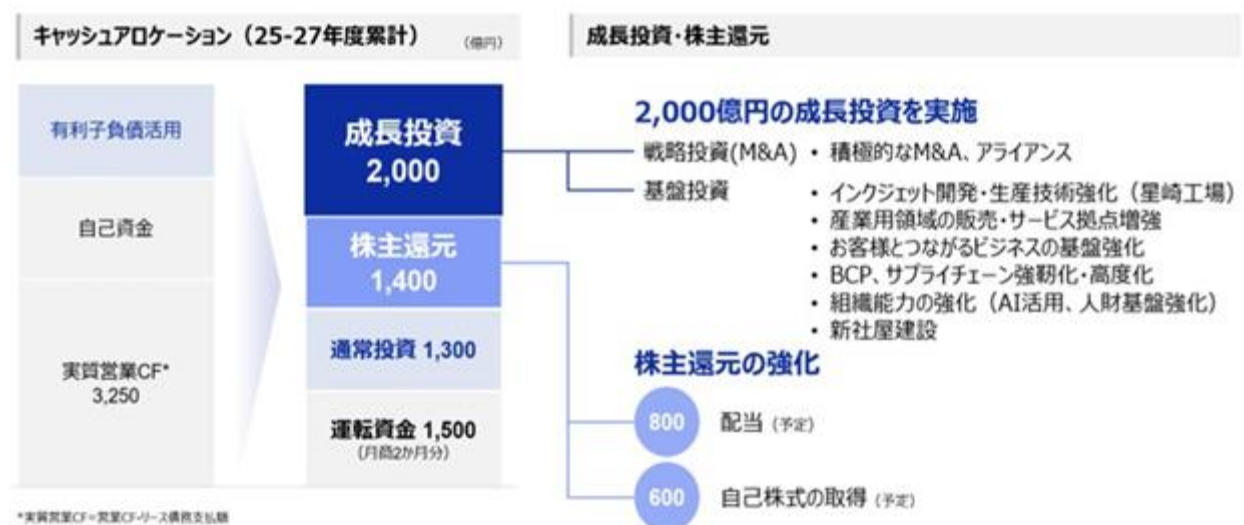 キャッシュアロケーション（25-27年度累計）
（億円）
有利子負債活用
自己資金
実質営業CF*
3,250
成長投資
2,000
株主還元
1,400
通常投資 1,300
運転資金 1,500
（月商2か月分）
*実質営業CF=営業CF-リース債務支払額
成長投資・株主還元
2,000億円の成長投資を実施
戦略投資(M&A) ・ 積極的なM&A、アライアンス
基盤投資
・ インクジェット開発・生産技術強化（星崎工場）
・ 産業用領域の販売・サービス拠点増強
・ お客様とつながるビジネスの基盤強化
・ BCP、サプライチェーン強靭化・高度化
・ 組織能力の強化（AI活用、人財基盤強化）
・ 新社屋建設
株主還元の強化
800 配当（予定）
600 自己株式の取得（予定）